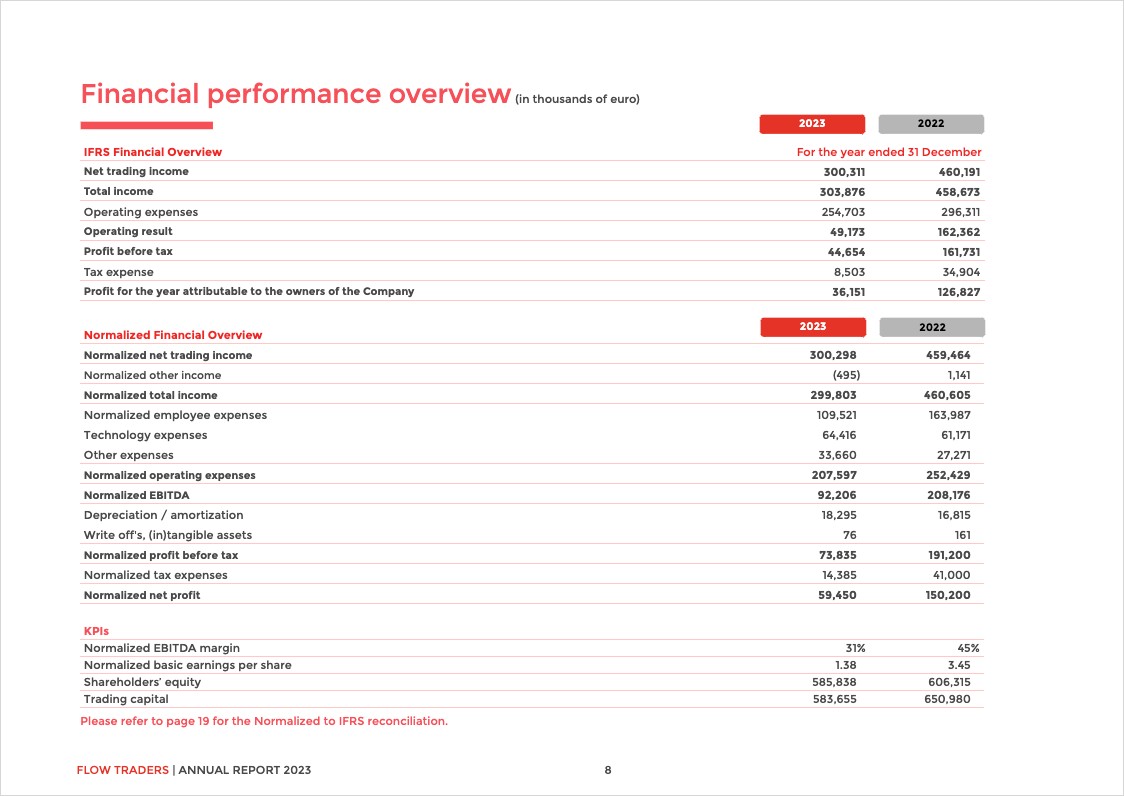 Financial performance overview (in thousands of euro)
2023 2022
IFRS Financial Overview For the year ended 31 December
Net trading income 300,311 460,191
Total income 303,876 458,673
Operating expenses 254,703 296,311
Operating result 49,173 162,362
Profit before tax 44,654 161,731
Tax expense 8,503 34,904
Profit for the year attributable to the owners of the Company 36,151 126,827
2023 2022
Normalized Financial Overview
Normalized net trading income 300,298 459,464
Normalized other income (495) 1,141
Normalized total income 299,803 460,605
Normalized employee expenses 109,521 163,987
Technology expenses 64,416 61,171
Other expenses 33,660 27,271
Normalized operating expenses 207,597 252,429
Normalized EBITDA 92,206 208,176
Depreciation / amortization 18,295 16,815
Write off's, (in)tangible assets 76 161
Normalized profit before tax 73,835 191,200
Normalized tax expenses 14,385 41,000
Normalized net profit 59,450 150,200
KPIs
Normalized EBITDA margin 31% 45%
Normalized basic earnings per share 1.38 3.45
Shareholders’ equity 585,838 606,315
Trading capital 583,655 650,980
Please refer to page 19 for the Normalized to IFRS reconciliation.
FLOW TRADERS | ANNUAL REPORT 2023 8